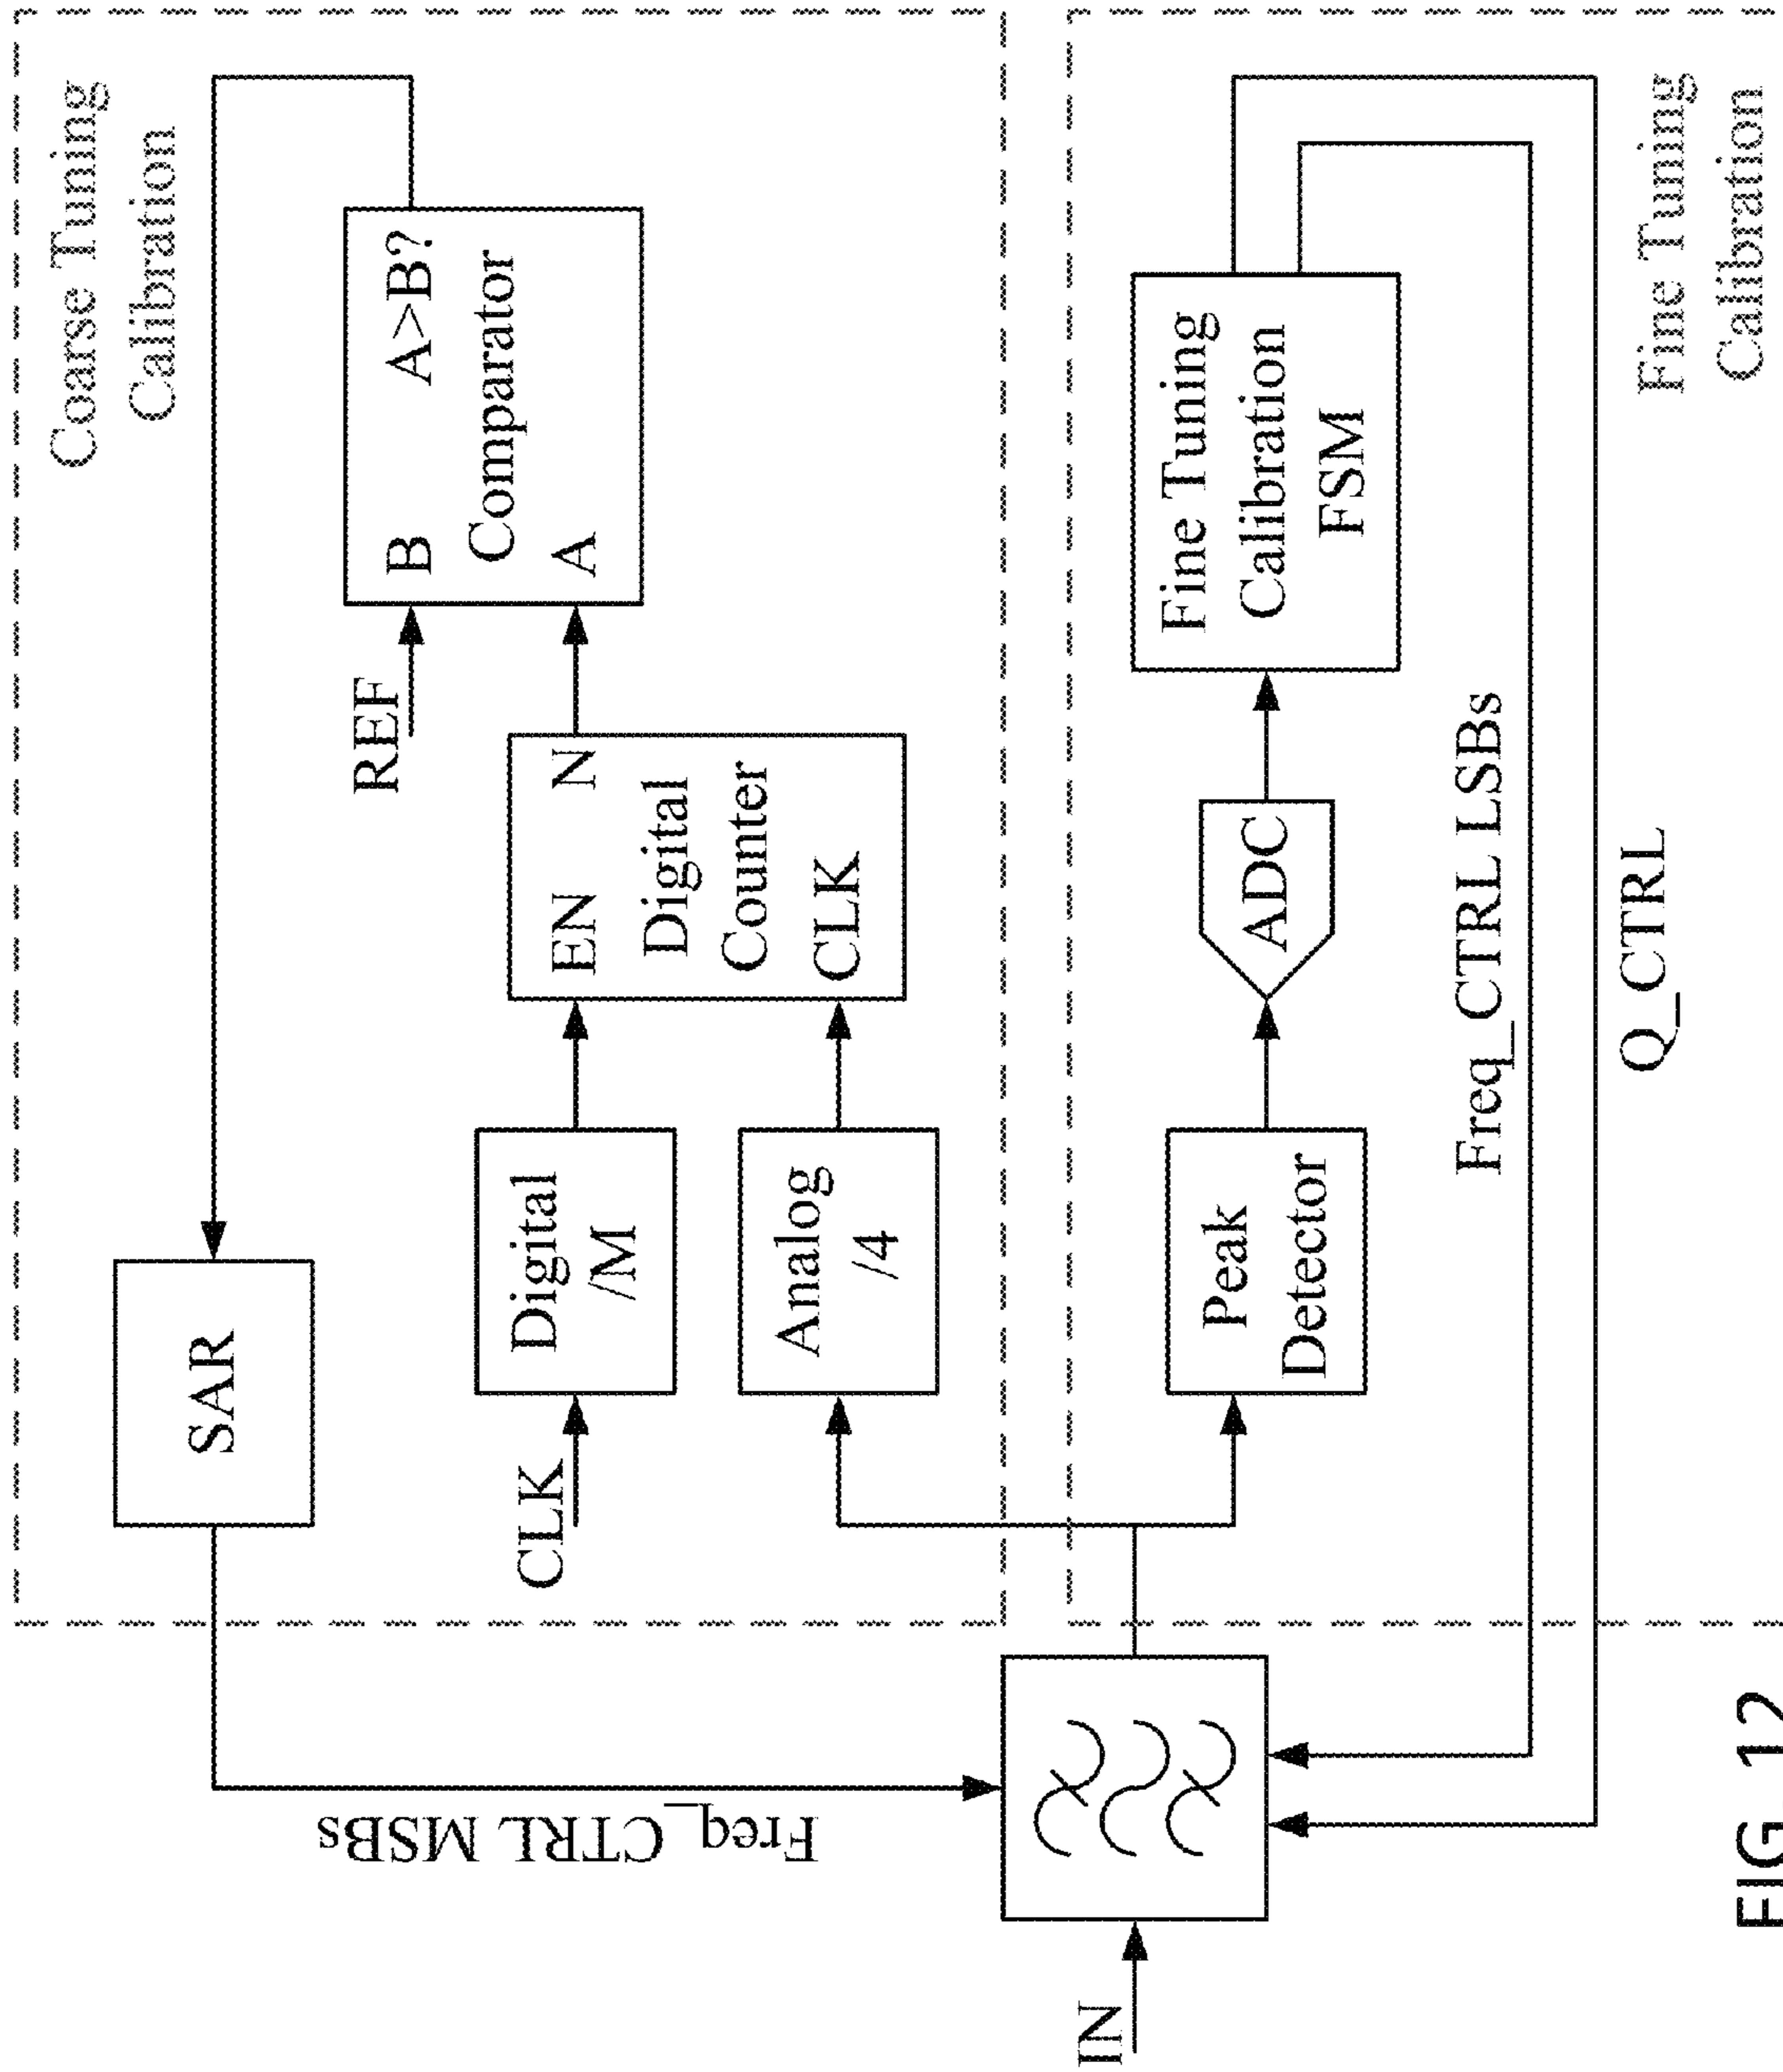 Coarse Tuning
Calibration
SAR
Freq_CTRL MSBs
REF
B A>B?
Comparator
A
CLK
Digital
/M
EN N
Digital
Counter
CLK
Analog
/4
IN
Peak
Detector
ADC
Fine Tuning
Calibration
FSM
Freq_CTRL LSBs
Q_CTRL
Fine Tuning
Calibration
FIG. 12